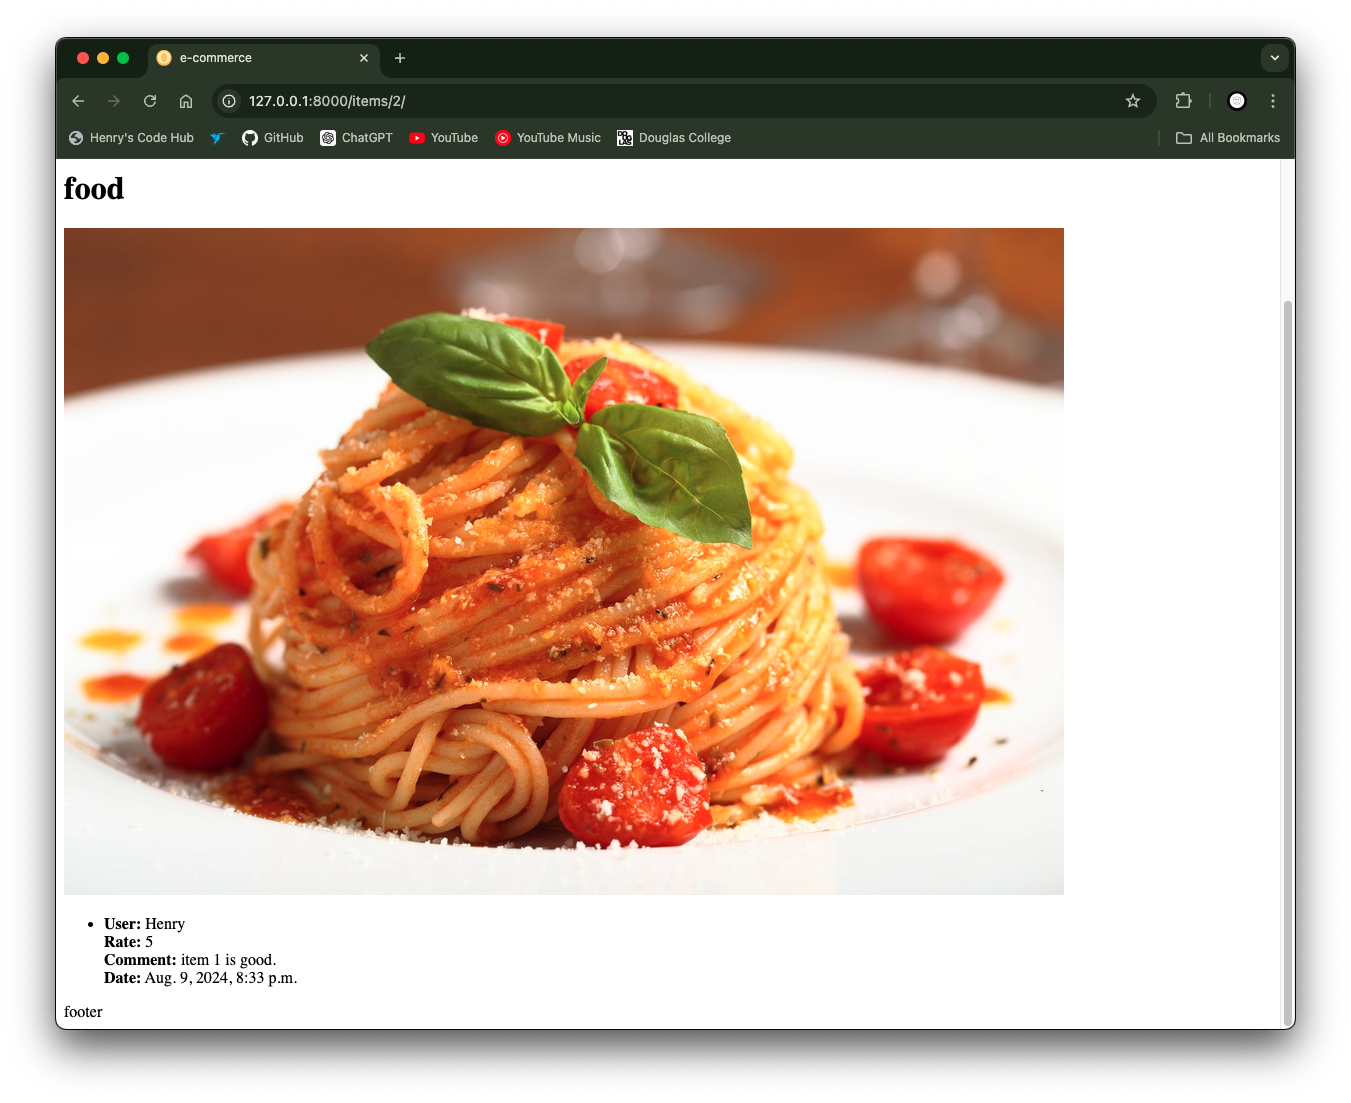 e-commerce
127.0.0.1:8000/items/2/
Henry's Code Hub GitHub ChatGPT YouTube YouTube Music Douglas College All Bookmarks
food
User: Henry
Rate: 5
Comment: item 1 is good.
Date: Aug. 9, 2024, 8:33 p.m.
footer